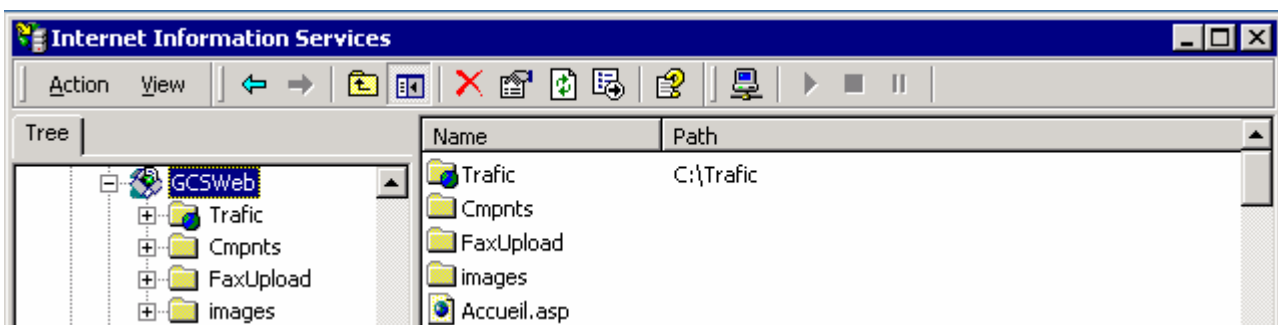 Internet Information Services
Action View
Tree
Name Path
GCSWeb
Trafic
Cmpnts
FaxUpload
images
Trafic C:\Trafic
Cmpnts
FaxUpload
images
Accueil.asp